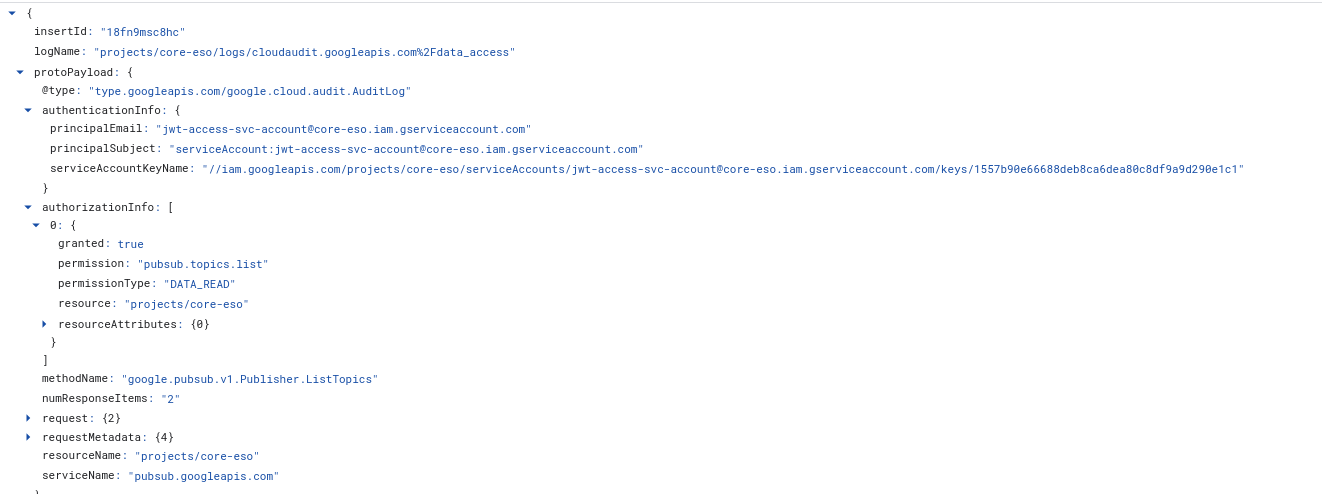 {
insertId: "18fn9msc8hc"
logName: "projects/core-eso/logs/cloudaudit.googleapis.com%2Fdata_access"
protoPayload: {
@type: "type.googleapis.com/google.cloud.audit.AuditLog"
authenticationInfo: {
principalEmail: "jwt-access-svc-account@core-eso.iam.gserviceaccount.com"
principalSubject: "serviceAccount:jwt-access-svc-account@core-eso.iam.gserviceaccount.com"
serviceAccountKeyName: "//iam.googleapis.com/projects/core-eso/serviceAccounts/jwt-access-svc-account@core-eso.iam.gserviceaccount.com/keys/1557b90e66688deb8ca6dea80c8df9a9d290e1c1"
}
authorizationInfo: [
0: {
granted: true
permission: "pubsub.topics.list"
permissionType: "DATA_READ"
resource: "projects/core-eso"
resourceAttributes: {0}
}
]
methodName: "google.pubsub.v1.Publisher.ListTopics"
numResponseItems: "2"
request: {2}
requestMetadata: {4}
resourceName: "projects/core-eso"
serviceName: "pubsub.googleapis.com"
}